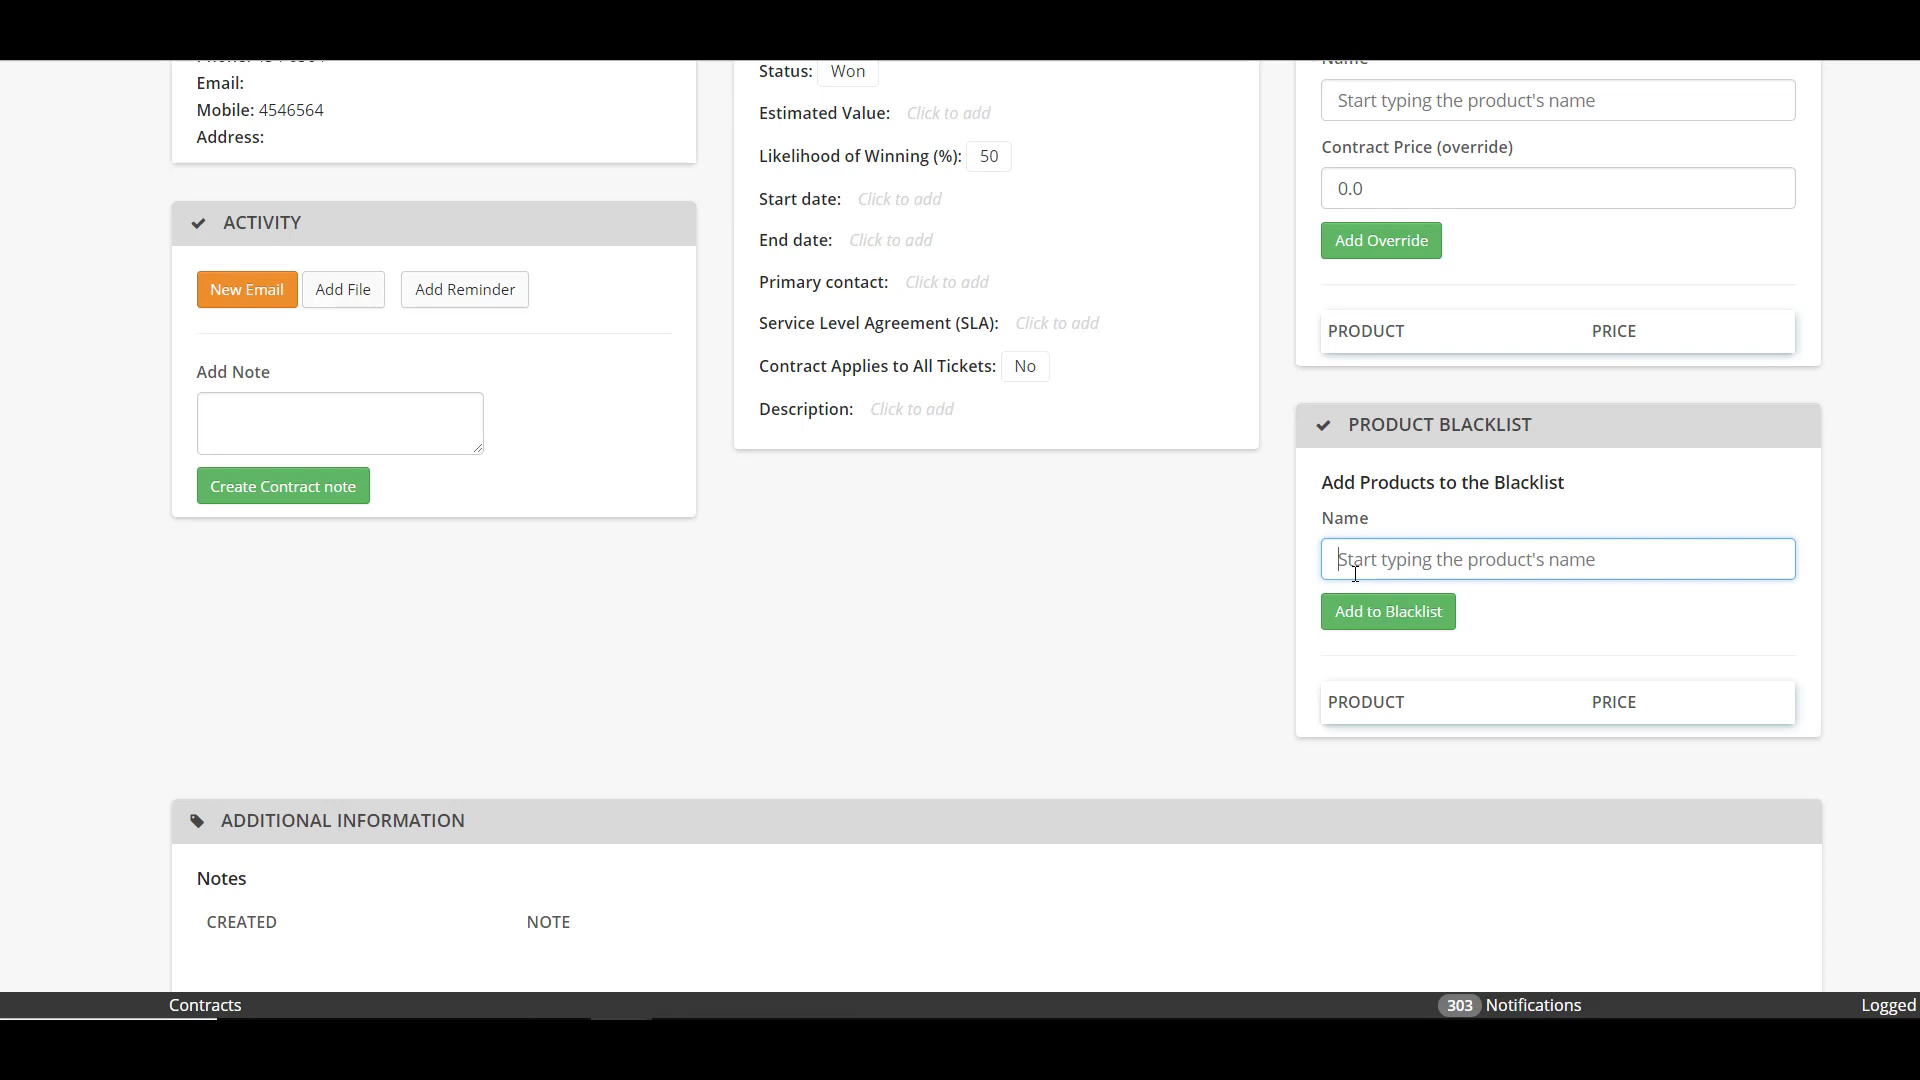 Email:
Mobile: 4546564
Address:
ACTIVITY
New Email
Add File
Add Reminder
Add Note
Create Contract note
Status: Won
Estimated Value: Click to add
Likelihood of Winning (%): 50
Start date: Click to add
End date: Click to add
Primary contact: Click to add
Service Level Agreement (SLA): Click to add
Contract Applies to All Tickets: No
Description: Click to add
Name
Start typing the product's name
Contract Price (override)
0.0
Add Override
PRODUCT PRICE
PRODUCT BLACKLIST
Add Products to the Blacklist
Name
Start typing the product's name
Add to Blacklist
PRODUCT PRICE
ADDITIONAL INFORMATION
Notes
CREATED NOTE
Contracts
303 Notifications
Logged